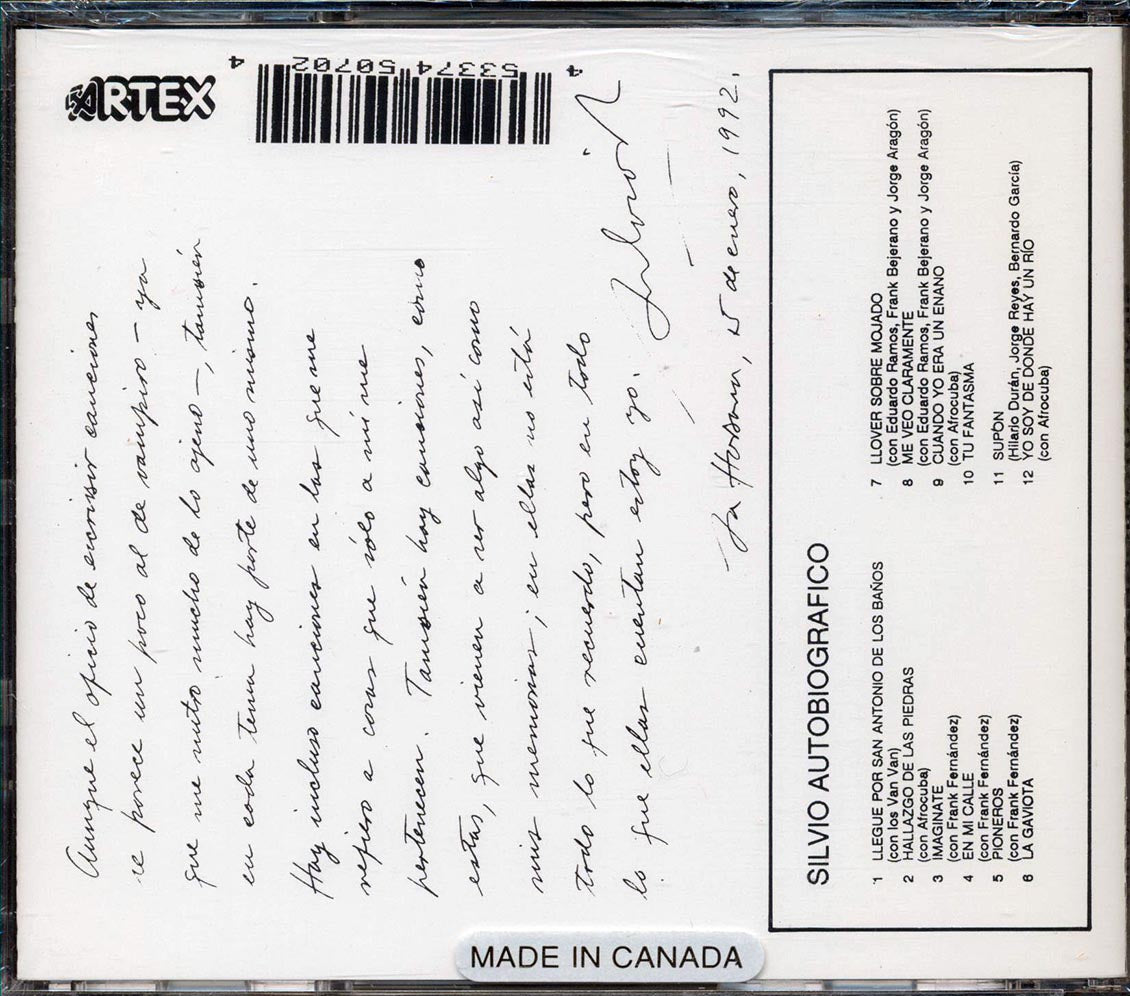 ARTEX
4 53374 50702 4
Aunque el oficio de escribir canciones
se parece un poco al de vampiro — ya
que me nutro mucho de lo ajeno —, también
en cada tema hay parte de uno mismo.
Hay incluso canciones en las que me
refiero a cosas que sólo a mí me
pertenecen. También hay canciones, como
estas, que vienen a ser algo así como
mis memorias; en ellas no está
todo lo que recuerdo, pero en todo
lo que ellas cuentan estoy yo.
Silvio R
La Habana, 15 de enero, 1992.
SILVIO AUTOBIOGRAFICO
1 LLEGUE POR SAN ANTONIO DE LOS BAÑOS
(con los Van Van)
2 HALLAZGO DE LAS PIEDRAS
(con Afrocuba)
3 IMAGINATE
(con Frank Fernández)
4 EN MI CALLE
(con Frank Fernández)
5 PIONEROS
(con Frank Fernández)
6 LA GAVIOTA
7 LLOVER SOBRE MOJADO
(con Eduardo Ramos, Frank Bejerano y Jorge Aragón)
8 ME VEO CLARAMENTE
(con Eduardo Ramos, Frank Bejerano y Jorge Aragón)
9 CUANDO YO ERA UN ENANO
(con Afrocuba)
10 TU FANTASMA
11 SUPÓN
(Hilario Durán, Jorge Reyes, Bernardo García)
12 YO SOY DE DONDE HAY UN RÍO
(con Afrocuba)
MADE IN CANADA